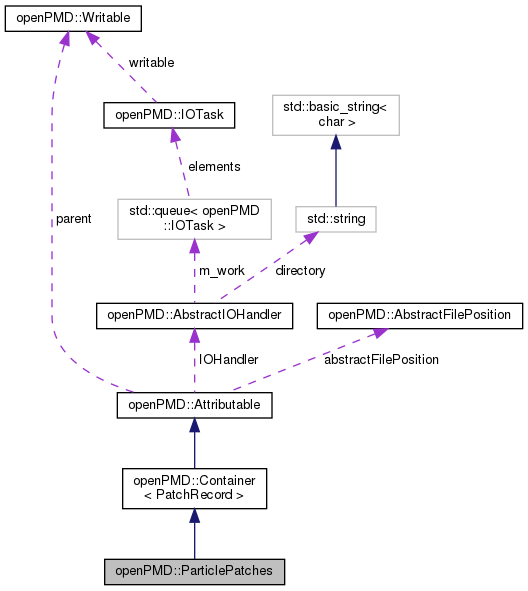 openPMD::Writable
writable
openPMD::IOTask
std::basic_string<
char >
elements
std::queue< openPMD
::IOTask >
std::string
parent
m_work
directory
openPMD::AbstractIOHandler
openPMD::AbstractFilePosition
IOHandler
abstractFilePosition
openPMD::Attributable
openPMD::Container
< PatchRecord >
openPMD::ParticlePatches